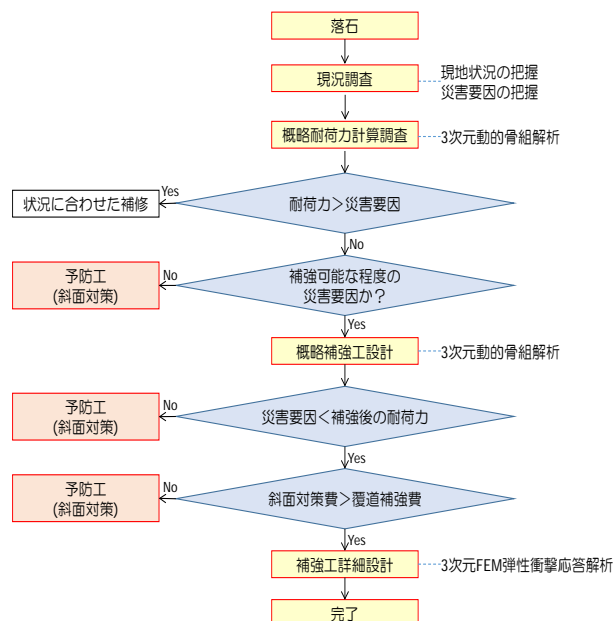 落石
現況調査
現地状況の把握
災害要因の把握
概略耐荷力計算調査
3次元動的骨組解析
耐荷力＞災害要因
Yes
状況に合わせた補修
No
補強可能な程度の
災害要因か？
No
予防工
(斜面対策)
Yes
概略補強工設計
3次元動的骨組解析
災害要因＜補強後の耐荷力
No
予防工
(斜面対策)
Yes
斜面対策費＞覆道補強費
No
予防工
(斜面対策)
Yes
補強工詳細設計
3次元FEM弾性衝撃応答解析
完了